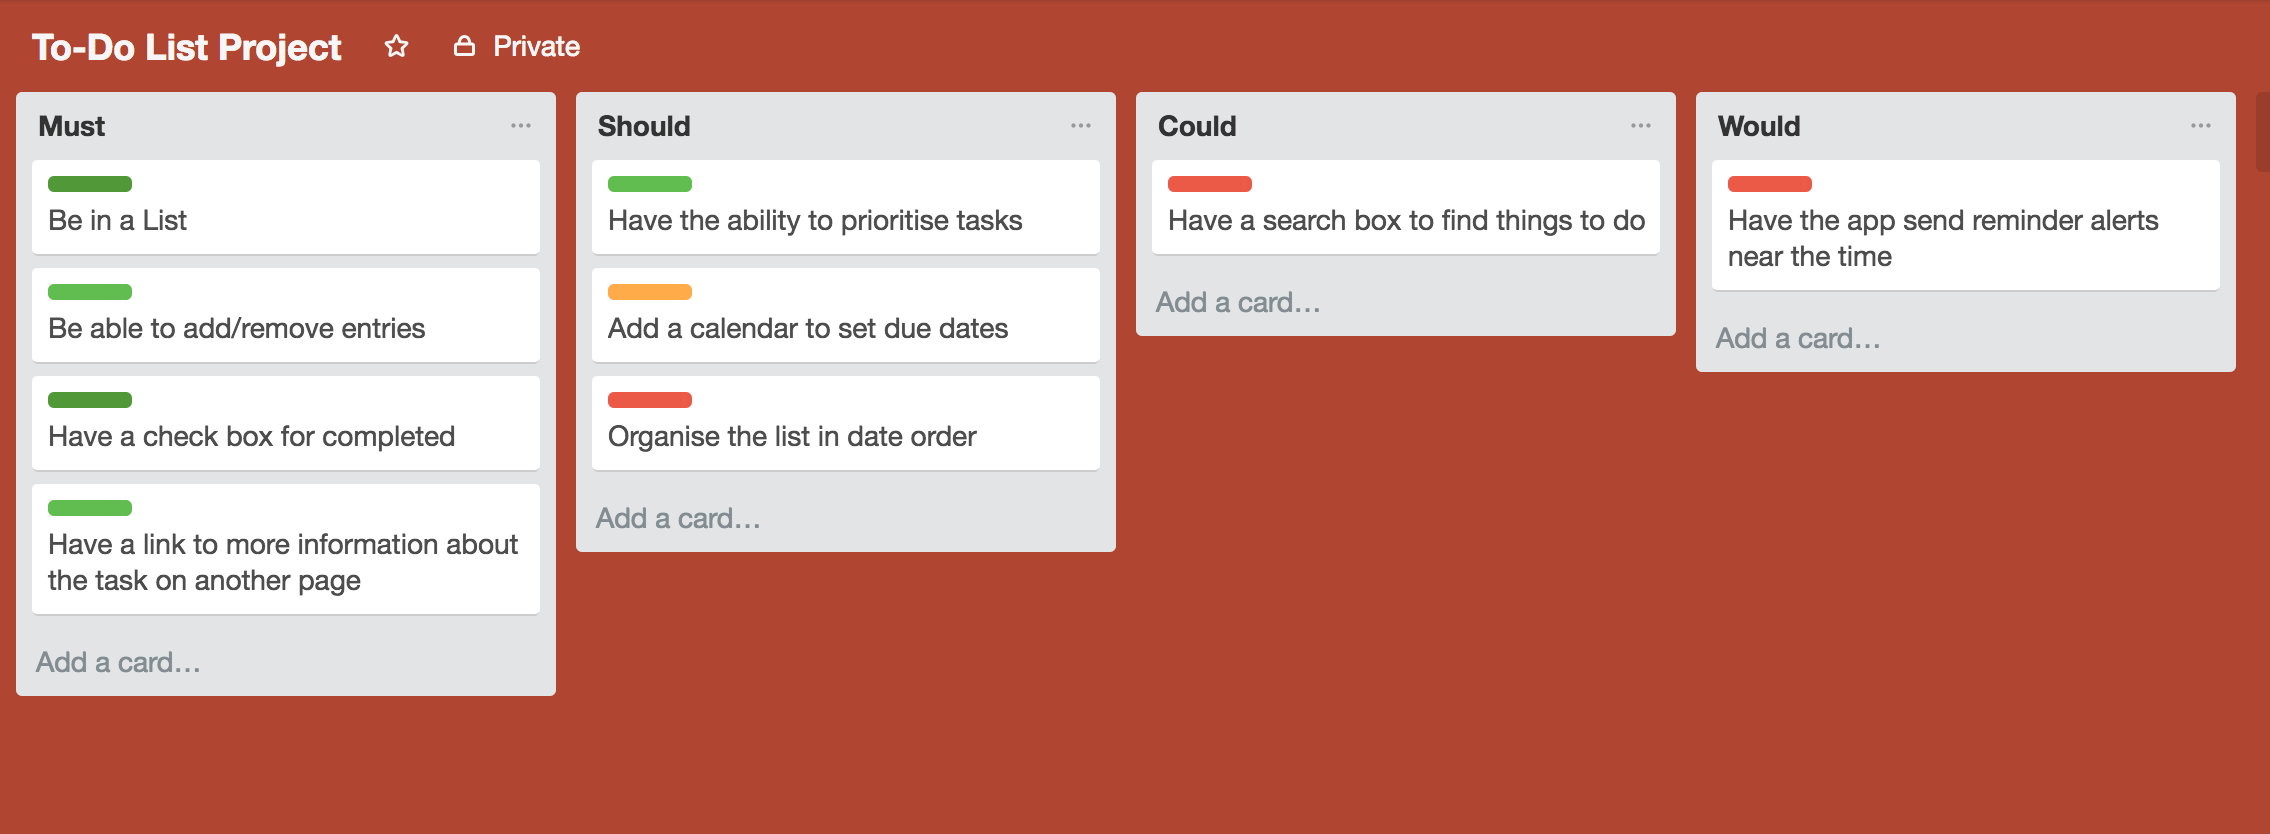 To-Do List Project
Private
Must
Be in a List
Be able to add/remove entries
Have a check box for completed
Have a link to more information about
the task on another page
Add a card…
Should
Have the ability to prioritise tasks
Add a calendar to set due dates
Organise the list in date order
Add a card…
Could
Have a search box to find things to do
Add a card…
Would
Have the app send reminder alerts
near the time
Add a card…